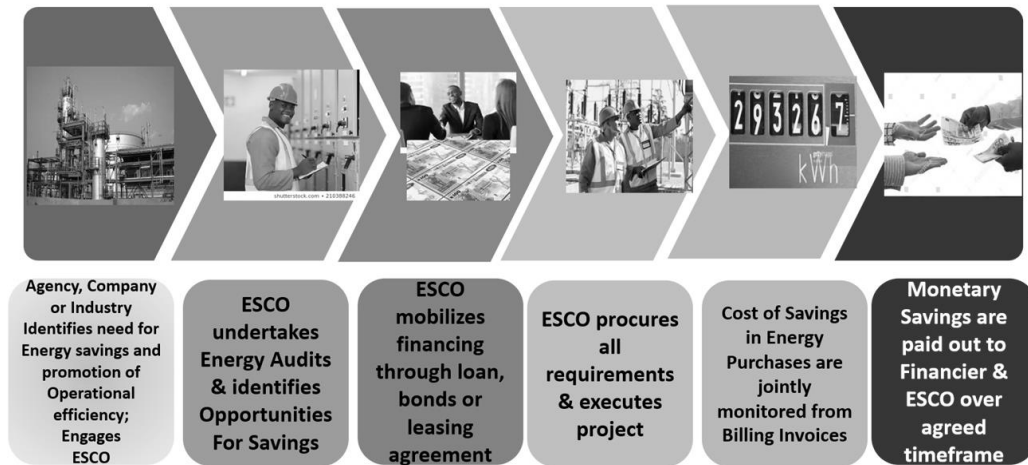 shutterstock.com • 210388246
29326.7
kWh
Agency, Company
or Industry
Identifies need for
Energy savings and
promotion of
Operational
efficiency;
Engages
ESCO
ESCO
undertakes
Energy Audits
& identifies
Opportunities
For Savings
ESCO
mobilizes
financing
through loan,
bonds or
leasing
agreement
ESCO procures
all
requirements
& executes
project
Cost of Savings
in Energy
Purchases are
jointly
monitored from
Billing Invoices
Monetary
Savings are
paid out to
Financier &
ESCO over
agreed
timeframe